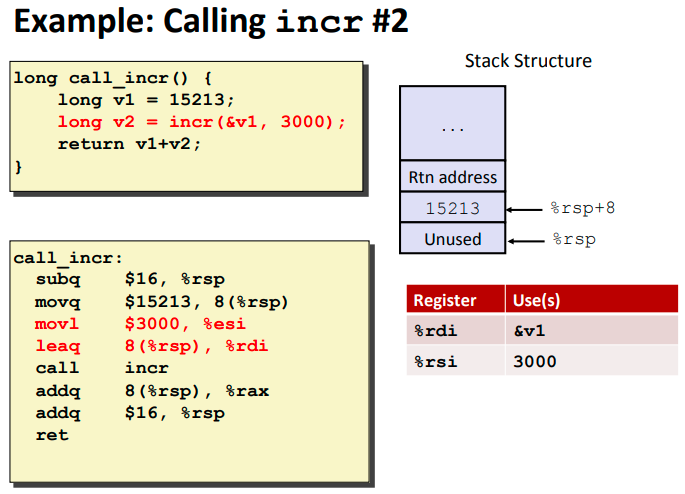 Example: Calling incr #2
long call_incr() {
    long v1 = 15213;
    long v2 = incr(&v1, 3000);
    return v1+v2;
}
call_incr:
  subq    $16, %rsp
  movq    $15213, 8(%rsp)
  movl    $3000, %esi
  leaq    8(%rsp), %rdi
  call    incr
  addq    8(%rsp), %rax
  addq    $16, %rsp
  ret
Stack Structure
...
Rtn address
15213 %rsp+8
Unused %rsp
Register Use(s)
%rdi &v1
%rsi 3000